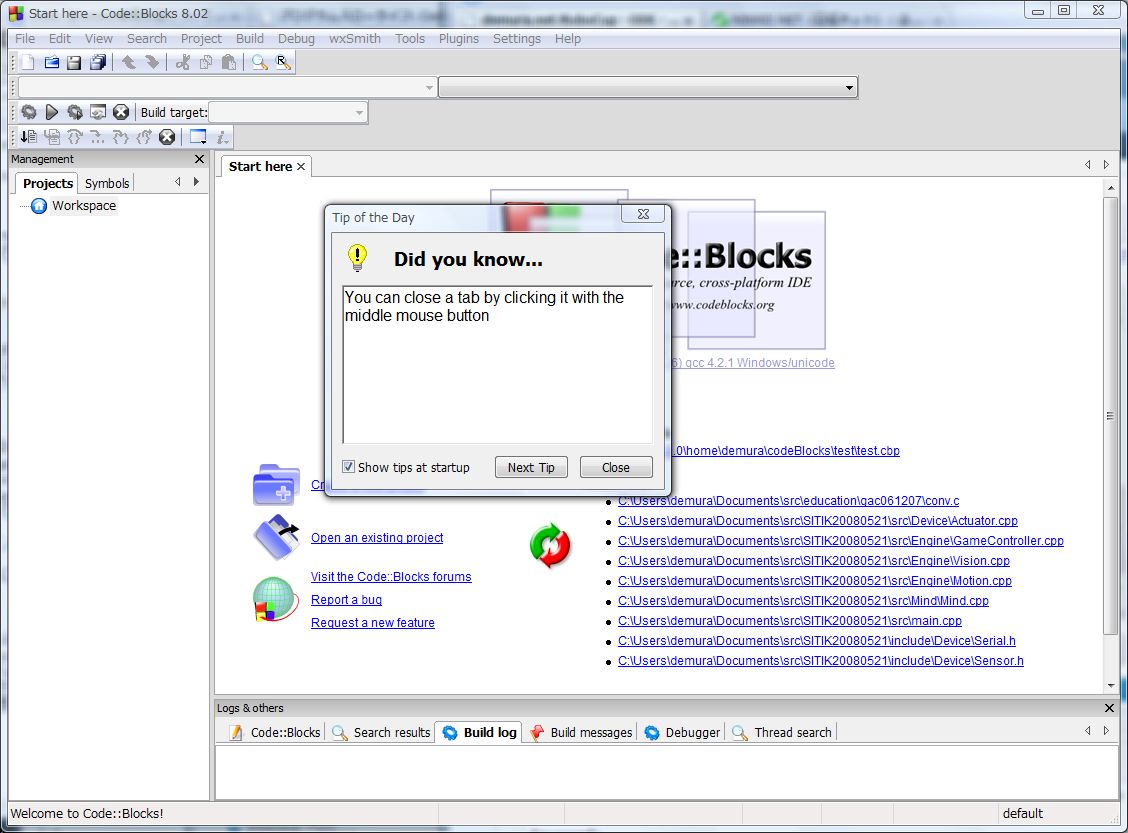 Start here - Code::Blocks 8.02
File Edit View Search Project Build Debug wxSmith Tools Plugins Settings Help
Build target:
Management
Projects Symbols
Workspace
Start here
Tip of the Day
Did you know...
You can close a tab by clicking it with the
middle mouse button
Show tips at startup Next Tip Close
e::Blocks
rce, cross-platform IDE
www.codeblocks.org
) gcc 4.2.1 Windows/unicode
.0\home\demura\codeBlocks\test\test.cbp
Open an existing project
Visit the Code::Blocks forums
Report a bug
Request a new feature
C:\Users\demura\Documents\src\education\gac061207\conv.c
C:\Users\demura\Documents\src\SITIK20080521\src\Device\Actuator.cpp
C:\Users\demura\Documents\src\SITIK20080521\src\Engine\GameController.cpp
C:\Users\demura\Documents\src\SITIK20080521\src\Engine\Vision.cpp
C:\Users\demura\Documents\src\SITIK20080521\src\Engine\Motion.cpp
C:\Users\demura\Documents\src\SITIK20080521\src\Mind\Mind.cpp
C:\Users\demura\Documents\src\SITIK20080521\src\main.cpp
C:\Users\demura\Documents\src\SITIK20080521\include\Device\Serial.h
C:\Users\demura\Documents\src\SITIK20080521\include\Device\Sensor.h
Logs & others
Code::Blocks Search results Build log Build messages Debugger Thread search
Welcome to Code::Blocks! default